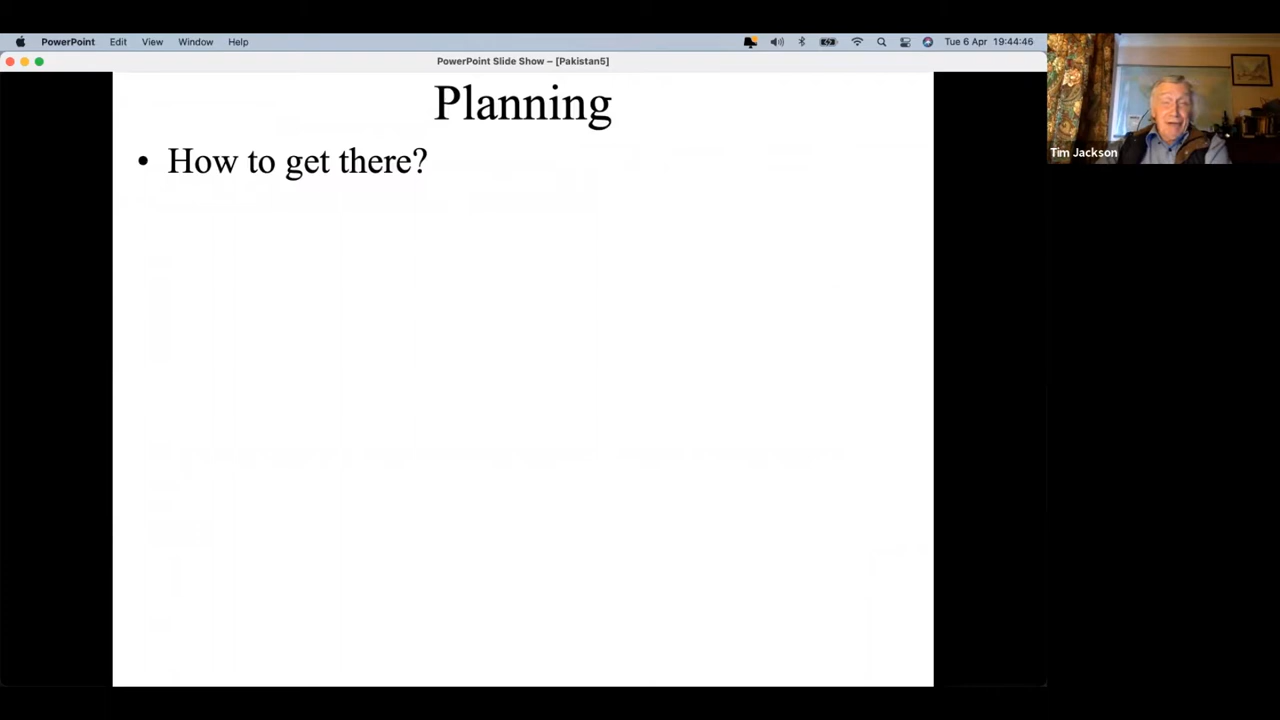 PowerPoint Edit View Window Help Tue 6 Apr 19:44:46
PowerPoint Slide Show – [Pakistan5]
Planning
• How to get there?
Tim Jackson